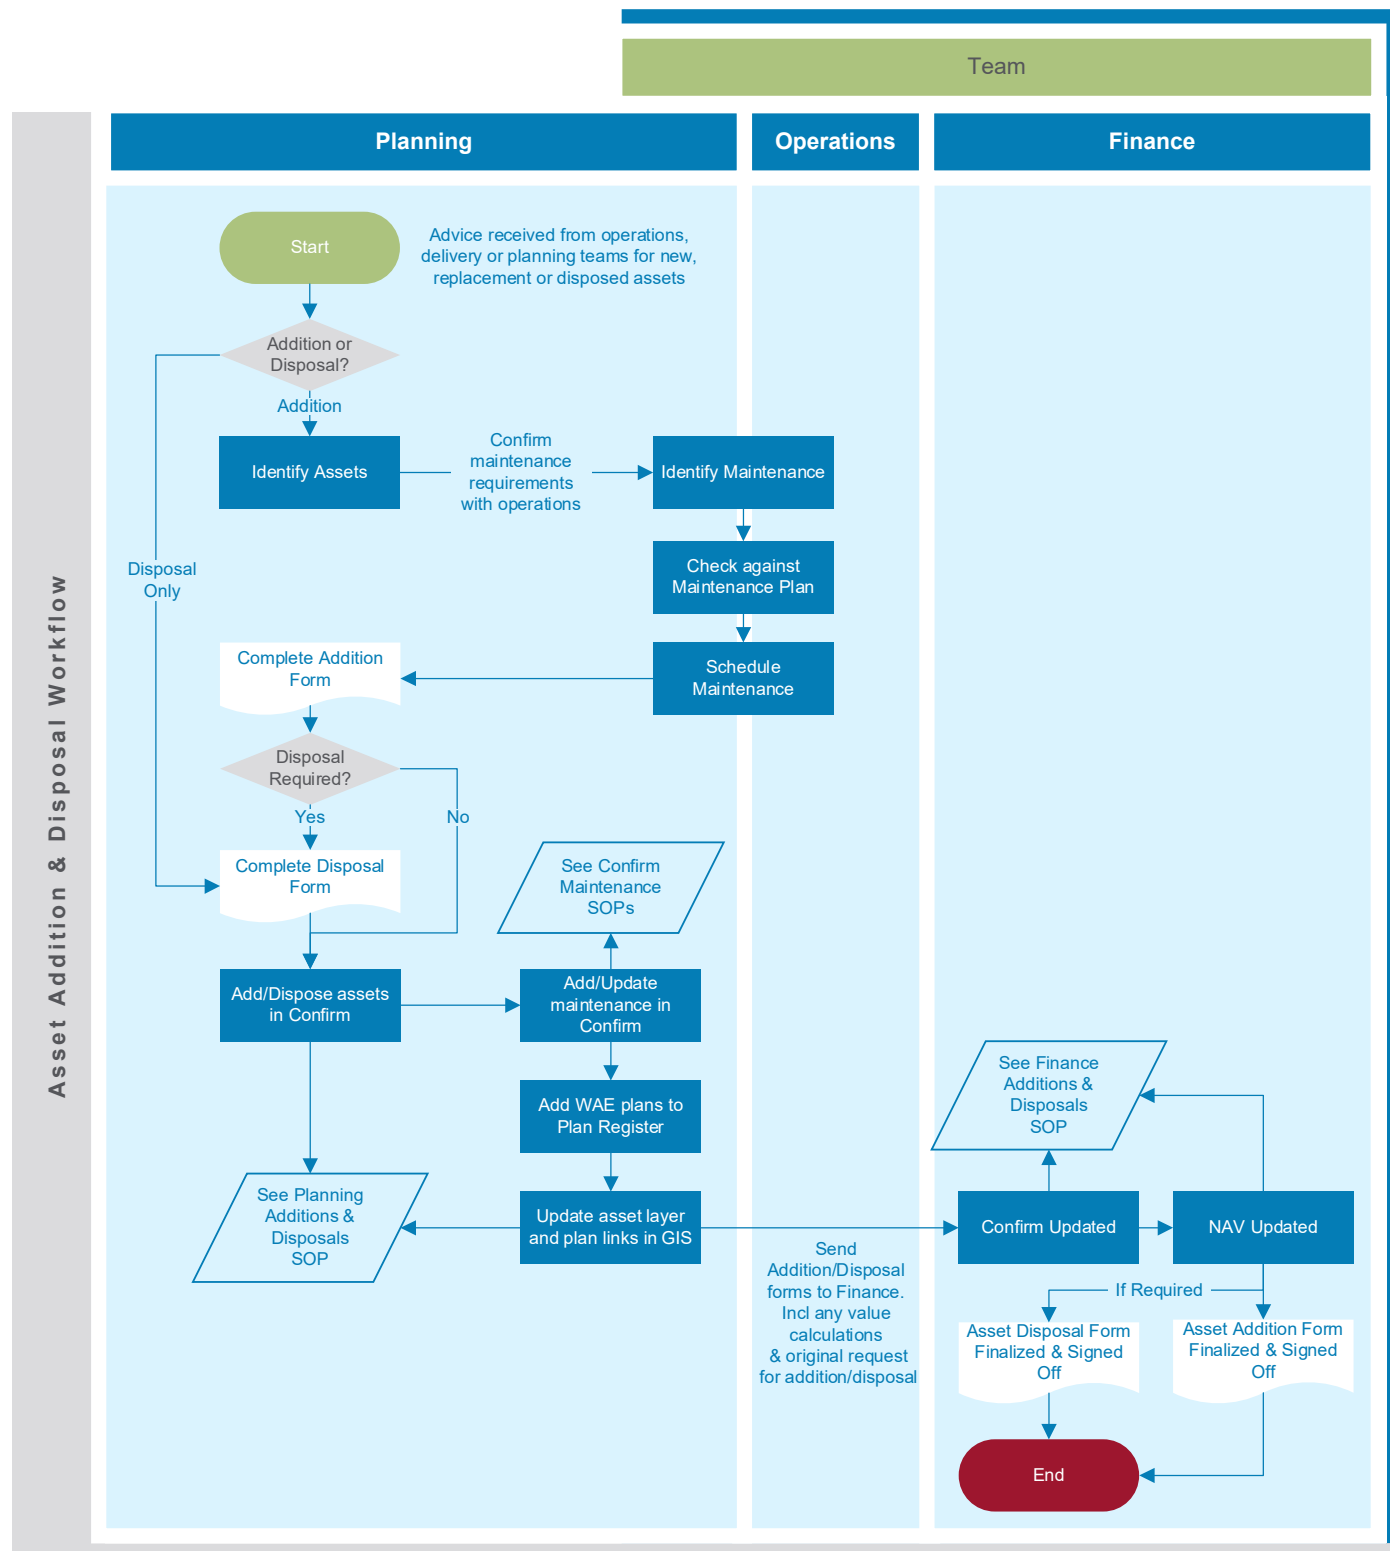 Team
Planning
Operations
Finance
Asset Addition & Disposal Workflow
Start
Advice received from operations,
delivery or planning teams for new,
replacement or disposed assets
Addition or
Disposal?
Addition
Identify Assets
Confirm
maintenance
requirements
with operations
Identify Maintenance
Check against
Maintenance Plan
Disposal
Only
Schedule
Maintenance
Complete Addition
Form
Disposal
Required?
Yes
No
Complete Disposal
Form
See Confirm
Maintenance
SOPs
Add/Dispose assets
in Confirm
Add/Update
maintenance in
Confirm
Add WAE plans to
Plan Register
See Planning
Additions &
Disposals
SOP
Update asset layer
and plan links in GIS
Send
Addition/Disposal
forms to Finance.
Incl any value
calculations
& original request
for addition/disposal
See Finance
Additions &
Disposals
SOP
Confirm Updated
NAV Updated
If Required
Asset Disposal Form
Finalized & Signed
Off
Asset Addition Form
Finalized & Signed
Off
End